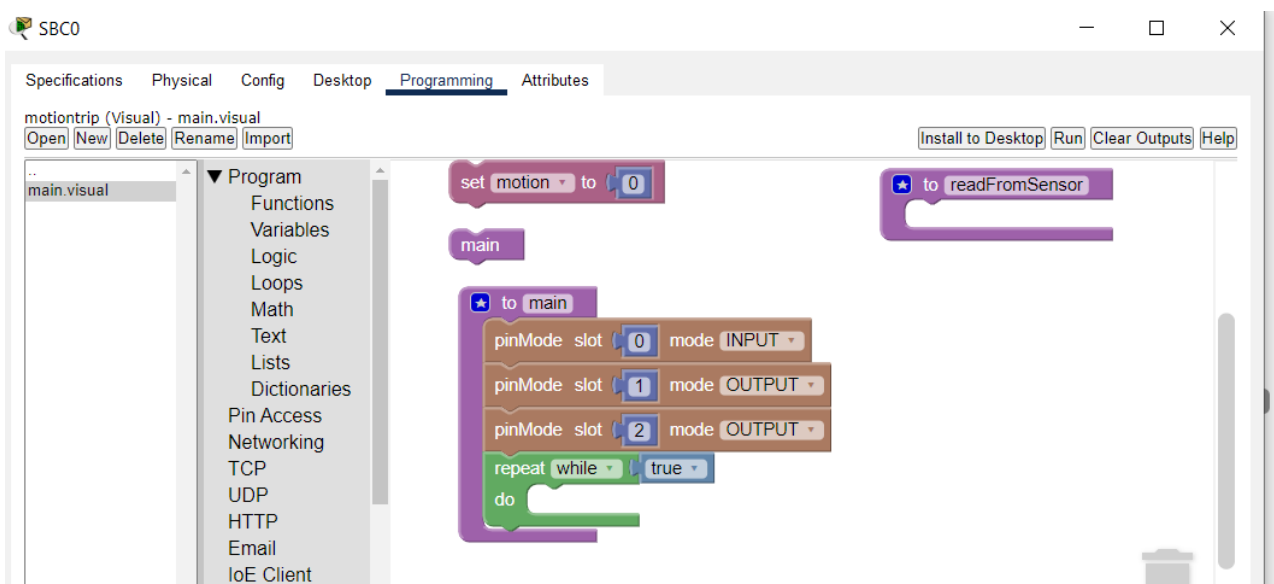 SBC0
Specifications Physical Config Desktop Programming Attributes
motiontrip (Visual) - main.visual
Open New Delete Rename Import
Install to Desktop Run Clear Outputs Help
..
main.visual
Program
Functions
Variables
Logic
Loops
Math
Text
Lists
Dictionaries
Pin Access
Networking
TCP
UDP
HTTP
Email
IoE Client
set motion to 0
main
to main
pinMode slot 0 mode INPUT
pinMode slot 1 mode OUTPUT
pinMode slot 2 mode OUTPUT
repeat while true
do
to readFromSensor